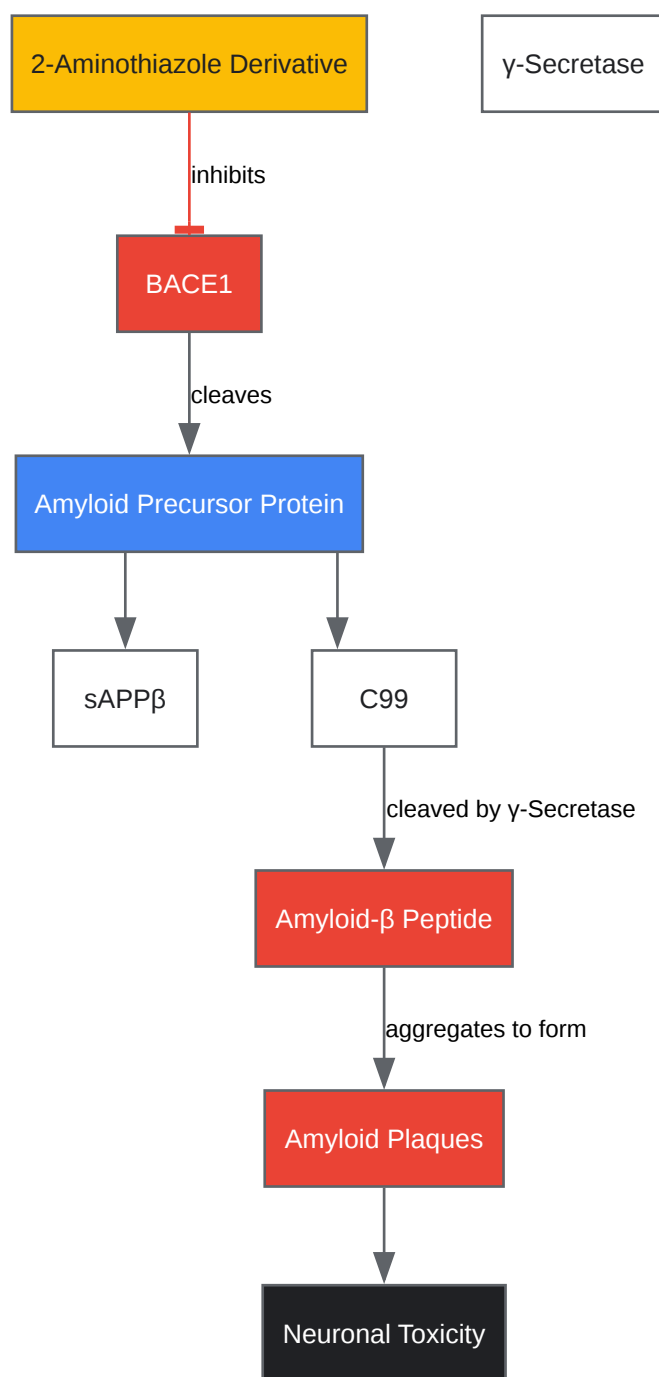 2-Aminothiazole Derivative
γ-Secretase
inhibits
BACE1
cleaves
Amyloid Precursor Protein
sAPPβ
C99
cleaved by γ-Secretase
Amyloid-β Peptide
aggregates to form
Amyloid Plaques
Neuronal Toxicity